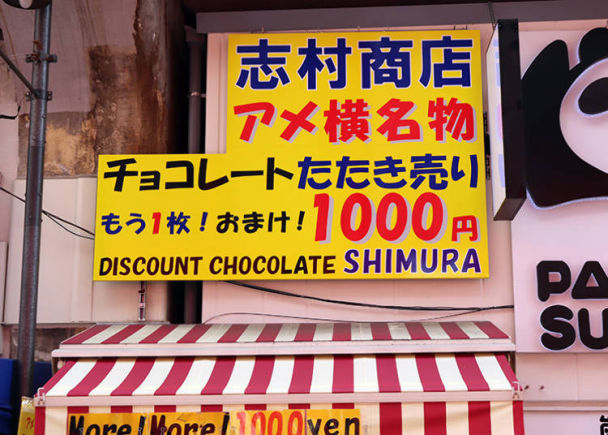 志村商店
アメ横名物
チョコレートたたき売り
もう1枚!おまけ!1000円
DISCOUNT CHOCOLATE SHIMURA
More! More! 1000yen
PA
SU